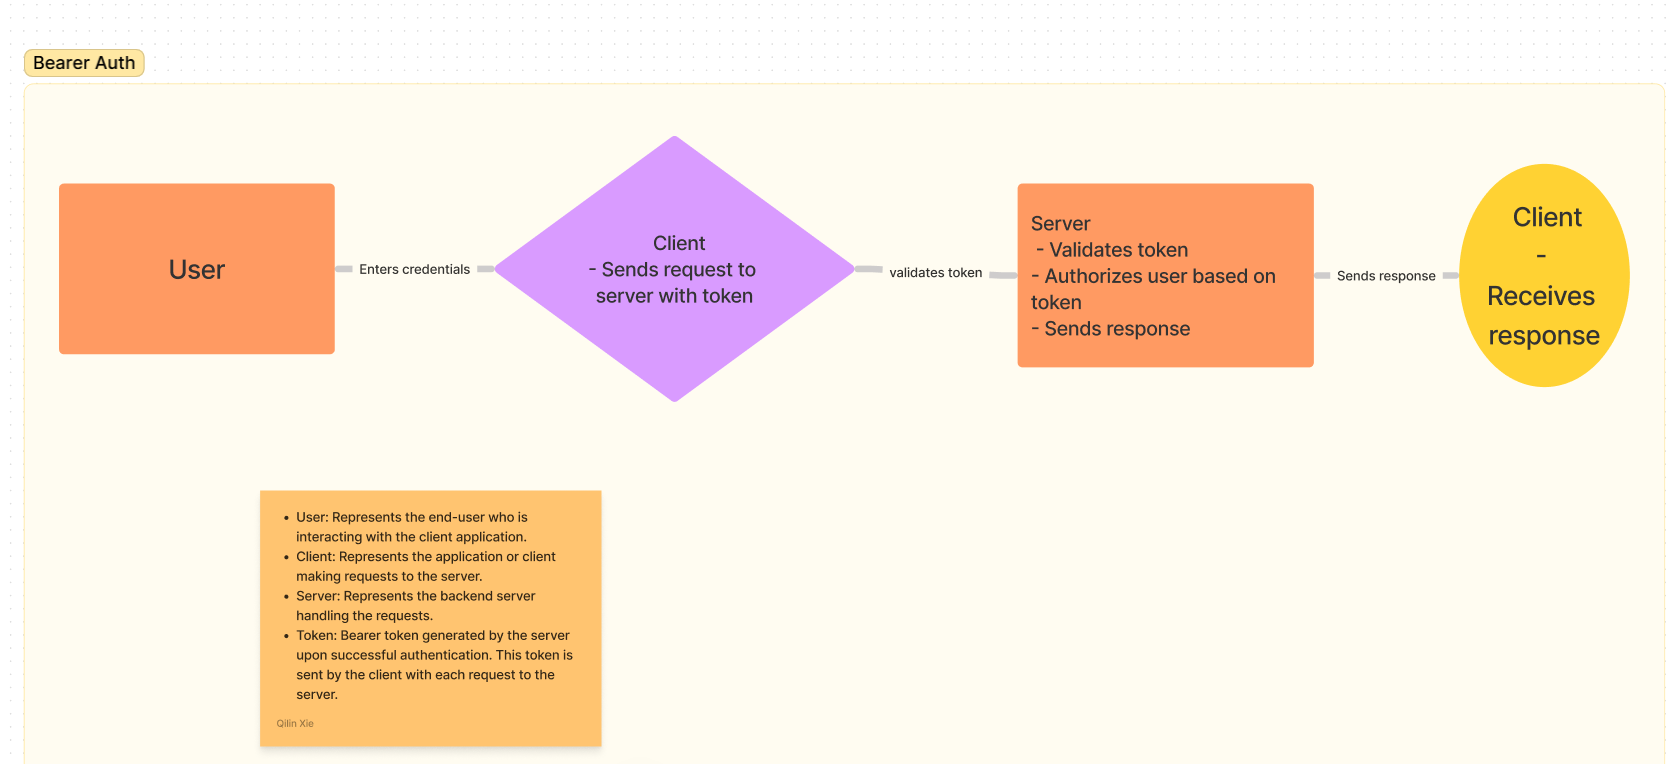 Bearer Auth
User
Enters credentials
Client
- Sends request to
server with token
validates token
Server
- Validates token
- Authorizes user based on
token
- Sends response
Sends response
Client
-
Receives
response
• User: Represents the end-user who is
interacting with the client application.
• Client: Represents the application or client
making requests to the server.
• Server: Represents the backend server
handling the requests.
• Token: Bearer token generated by the server
upon successful authentication. This token is
sent by the client with each request to the
server.
Qilin Xie